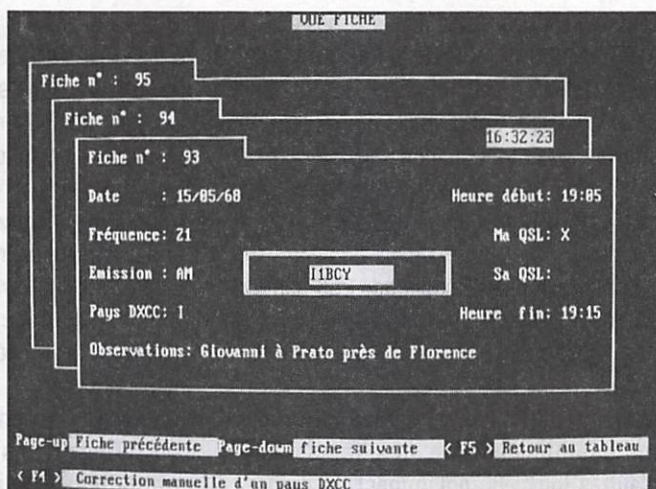 VUE FICHE
Fiche n° : 95
Fiche n° : 94
16:32:23
Fiche n° : 93
Date : 15/05/68 Heure début: 19:05
Fréquence: 21 Ma QSL: X
Emission : AM I1BCY Sa QSL:
Pays DXCC: I Heure fin: 19:15
Observations: Giovanni à Prato près de Florence
Page-up Fiche précédente Page-down fiche suivante < F5 > Retour au tableau
< F4 > Correction manuelle d'un pays DXCC